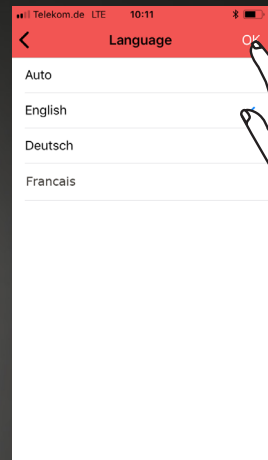 Telekom.de LTE 10:11
Language OK
Auto
English
Deutsch
Francais